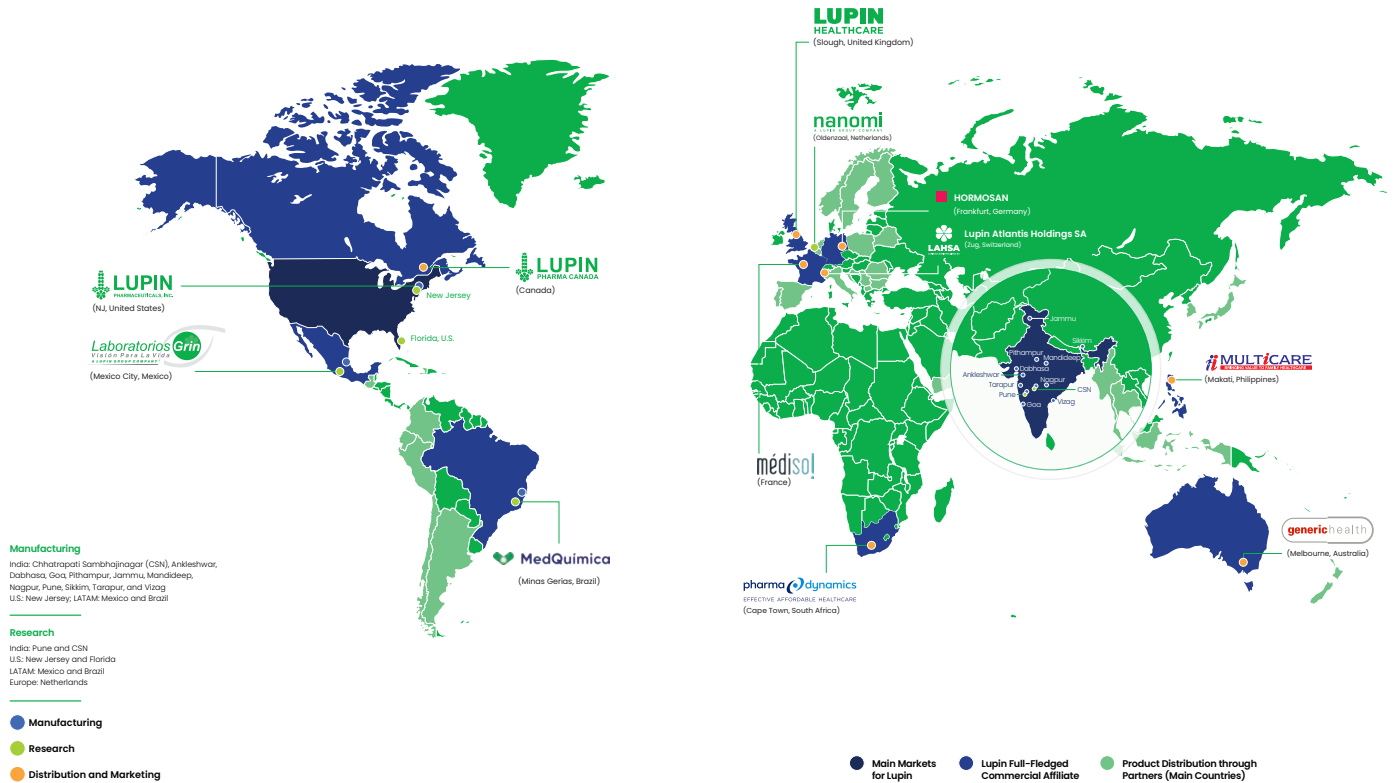 LUPIN
HEALTHCARE
(Slough, United Kingdom)
nanomi
A LUPIN GROUP COMPANY
(Oldenzaal, Netherlands)
HORMOSAN
(Frankfurt, Germany)
Lupin Atlantis Holdings SA
(Zug, Switzerland)
LAHSA
LUPIN
PHARMACEUTICALS, INC.
(NJ, United States)
LUPIN
PHARMA CANADA
(Canada)
New Jersey
Florida, U.S.
Laboratorios Grin
Visión Para La Vida
A LUPIN GROUP COMPANY
(Mexico City, Mexico)
Jammu
Sikkim
Pithampur
Mandideep
Dabhasa
Ankleshwar
Nagpur
Tarapur
CSN
Pune
Vizag
Goa
MULTICARE
BRINGING VALUE TO FAMILY HEALTHCARE
(Makati, Philippines)
médisol
(France)
MedQuímica
(Minas Gerias, Brazil)
generichealth
(Melbourne, Australia)
pharma dynamics
EFFECTIVE AFFORDABLE HEALTHCARE
(Cape Town, South Africa)
Manufacturing
India: Chhatrapati Sambhajinagar (CSN), Ankleshwar,
Dabhasa, Goa, Pithampur, Jammu, Mandideep,
Nagpur, Pune, Sikkim, Tarapur, and Vizag
U.S.: New Jersey; LATAM: Mexico and Brazil
Research
India: Pune and CSN
U.S.: New Jersey and Florida
LATAM: Mexico and Brazil
Europe: Netherlands
Manufacturing
Research
Distribution and Marketing
Main Markets
for Lupin
Lupin Full-Fledged
Commercial Affiliate
Product Distribution through
Partners (Main Countries)